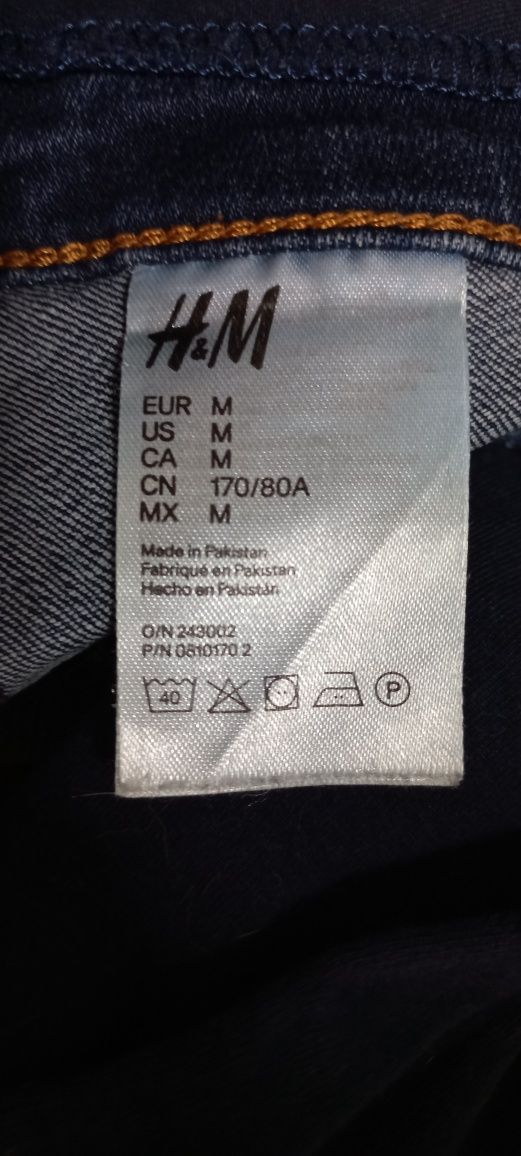 H&M
EUR M
US M
CA M
CN 170/80A
MX M
Made in Pakistan
Fabriqué en Pakistan
Hecho en Pakistán
O/N 243002
P/N 0810170 2
40
P